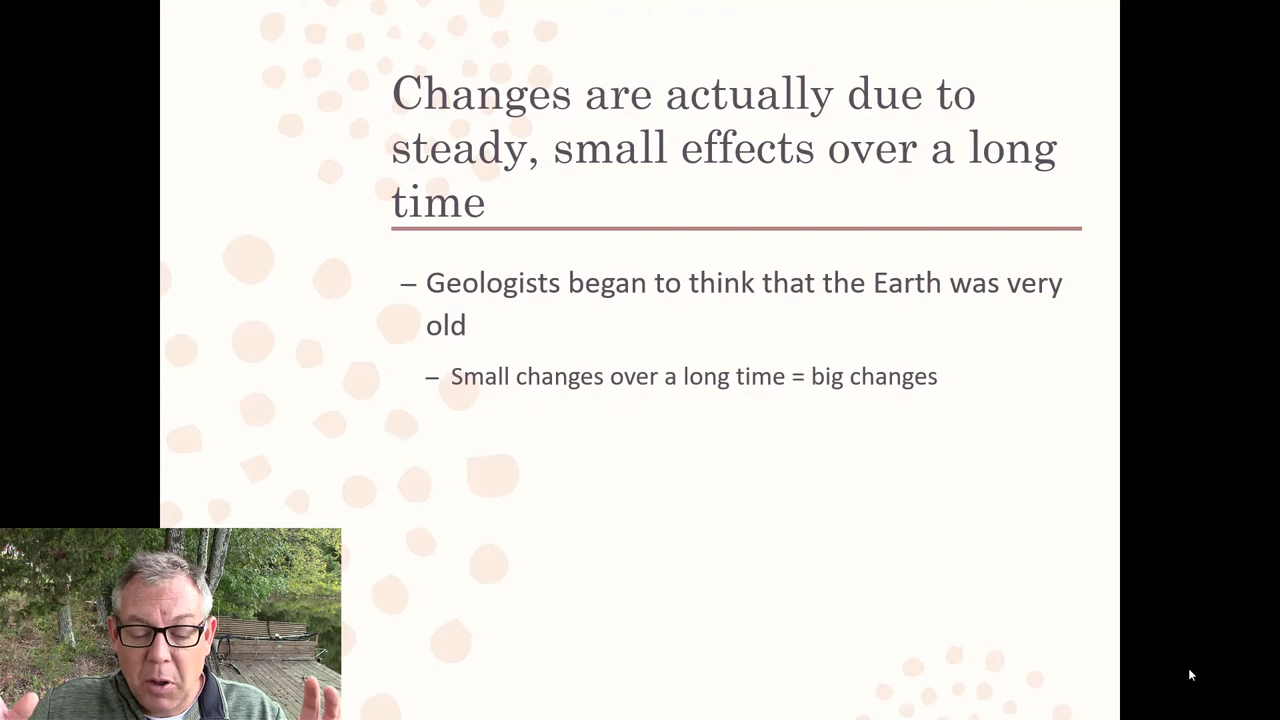 Changes are actually due to
steady, small effects over a long
time
– Geologists began to think that the Earth was very
old
– Small changes over a long time = big changes